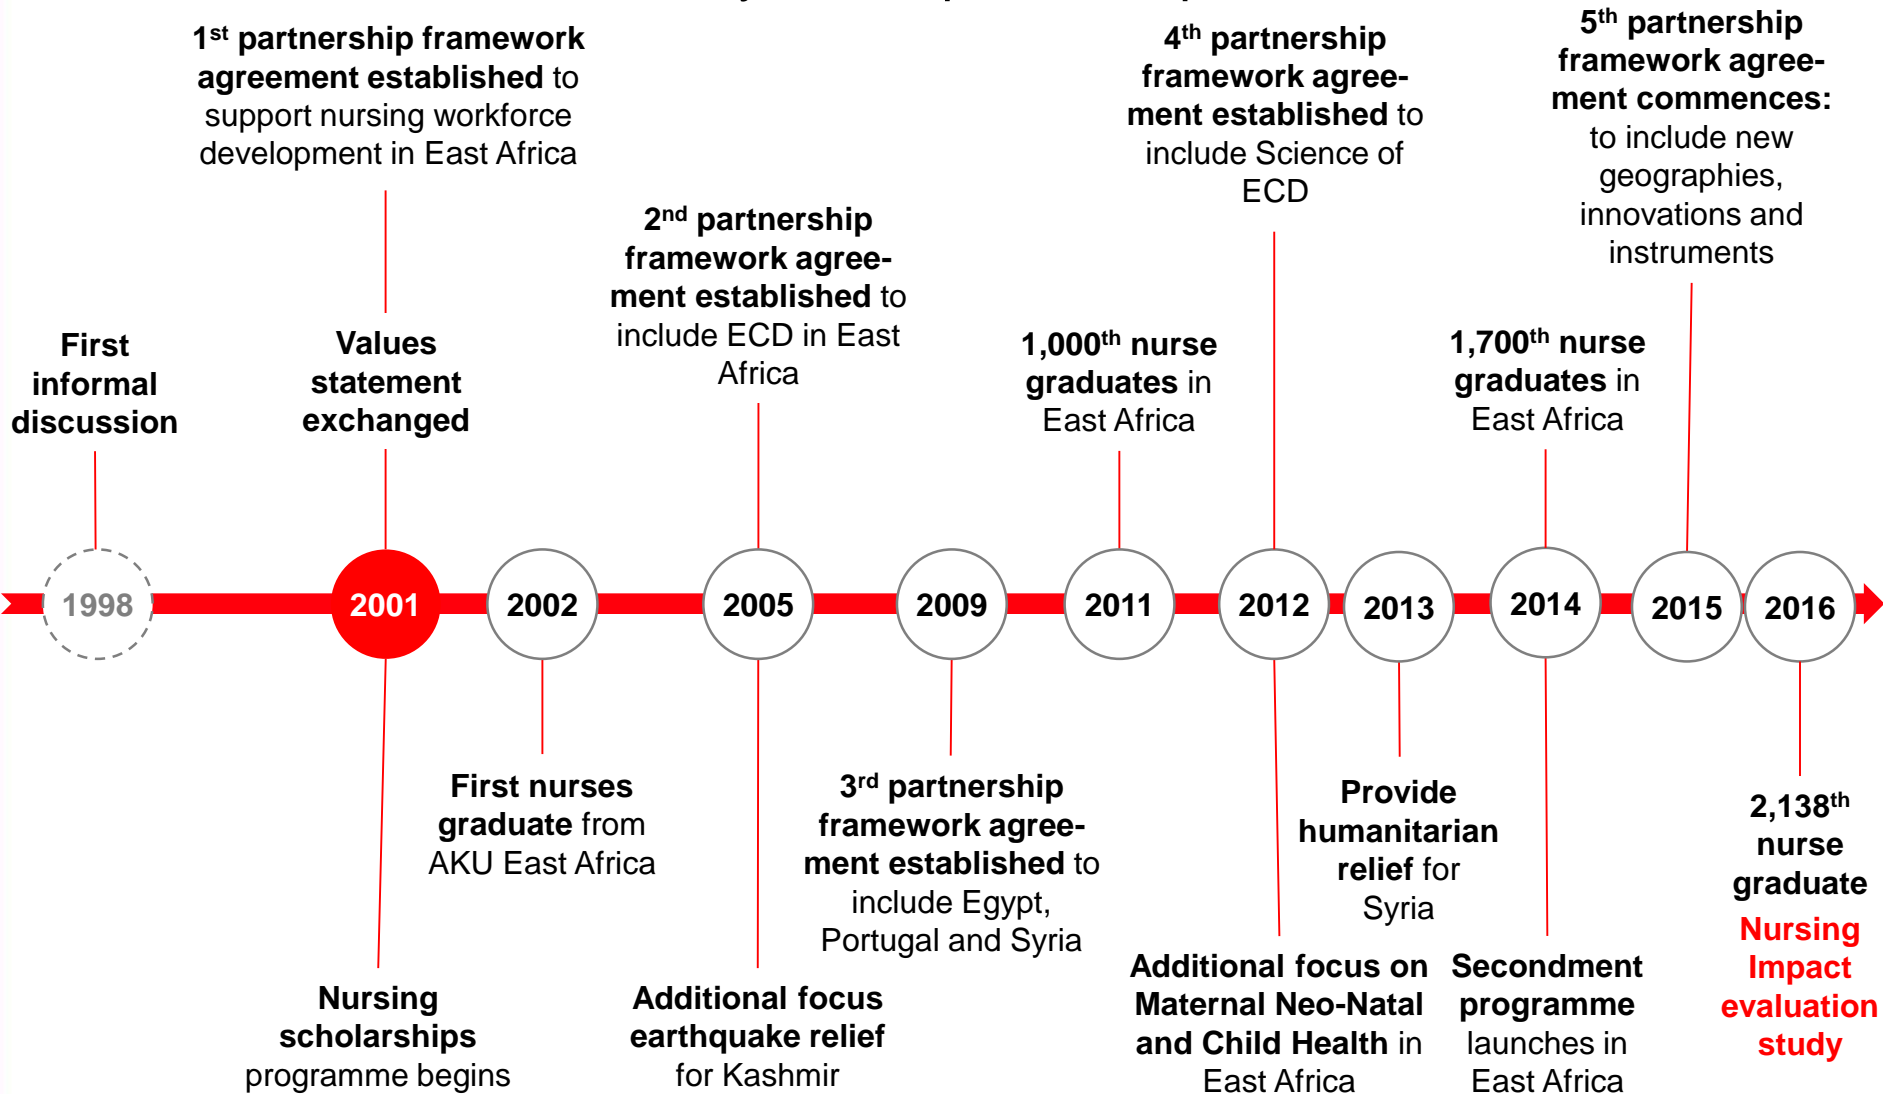 1st partnership framework
agreement established to
support nursing workforce
development in East Africa
4th partnership
framework agree-
ment established to
include Science of
ECD
5th partnership
framework agree-
ment commences:
to include new
geographies,
innovations and
instruments
2nd partnership
framework agree-
ment established to
include ECD in East
Africa
First
informal
discussion
Values
statement
exchanged
1,000th nurse
graduates in
East Africa
1,700th nurse
graduates in
East Africa
1998
2001
2002
2005
2009
2011
2012
2013
2014
2015
2016
First nurses
graduate from
AKU East Africa
3rd partnership
framework agree-
ment established to
include Egypt,
Portugal and Syria
Provide
humanitarian
relief for
Syria
2,138th
nurse
graduate
Nursing
Impact
evaluation
study
Nursing
scholarships
programme begins
Additional focus
earthquake relief
for Kashmir
Additional focus on
Maternal Neo-Natal
and Child Health in
East Africa
Secondment
programme
launches in
East Africa